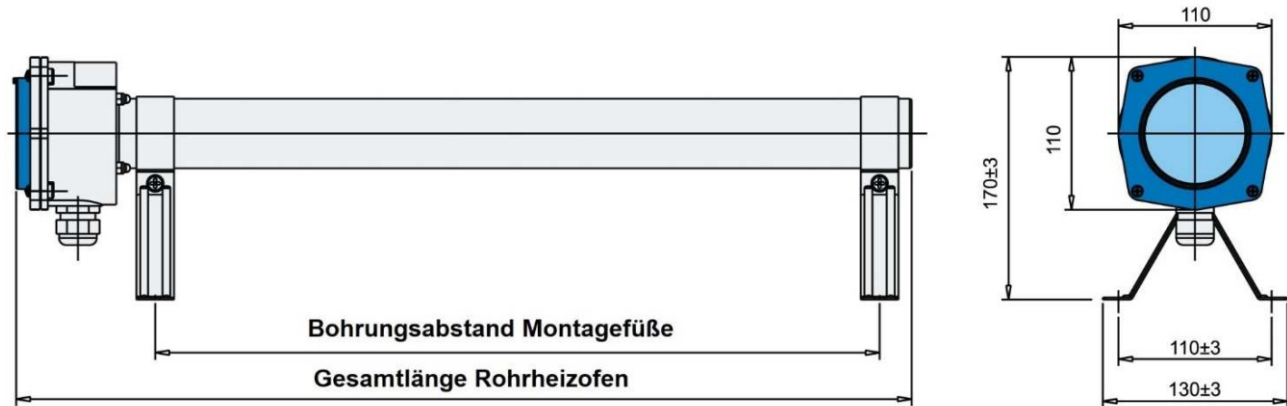 Bohrungsabstand Montagefüße
Gesamtlänge Rohrheizofen
110
170±3
110
110±3
130±3